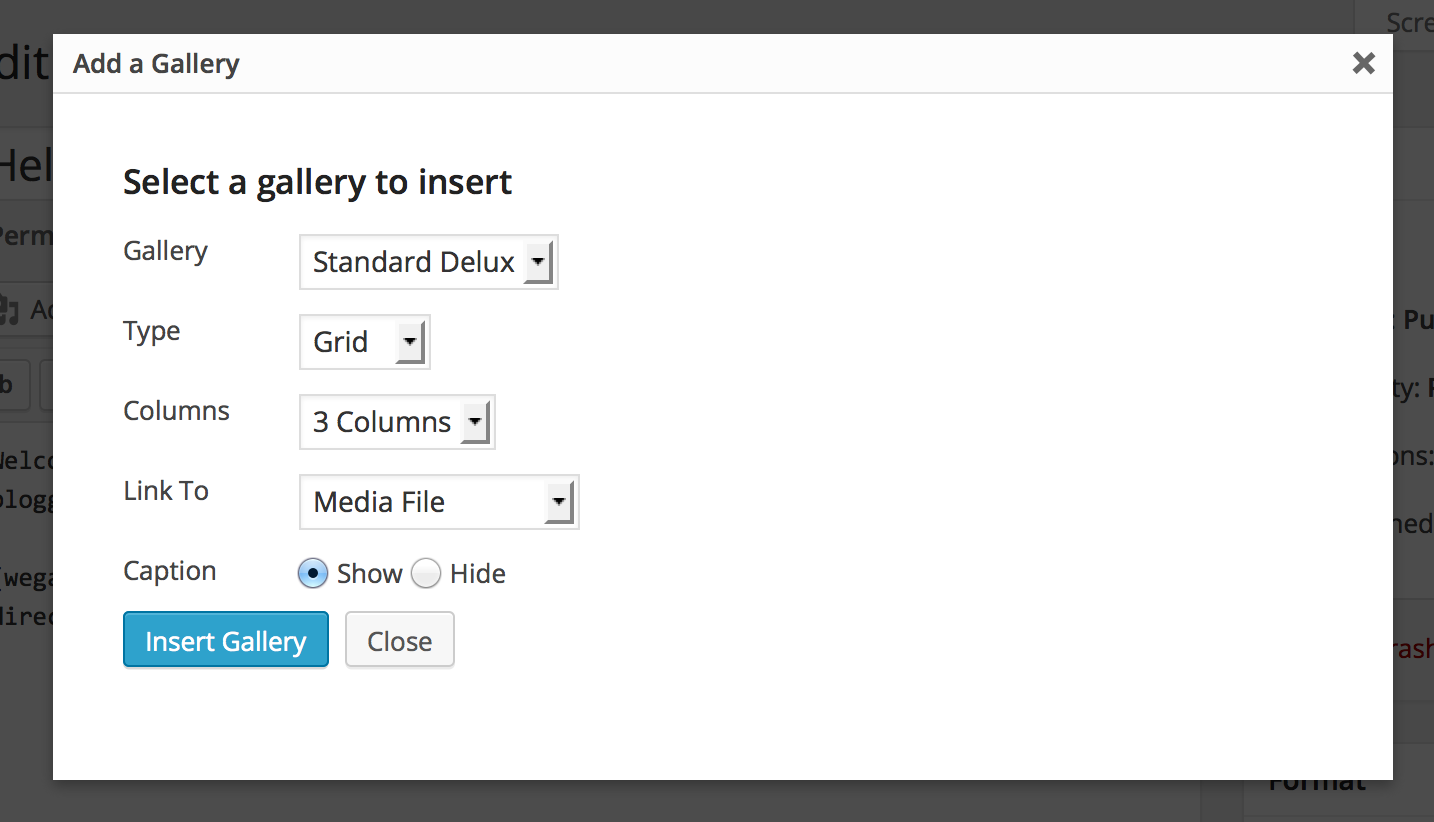 Add a Gallery
Select a gallery to insert
Gallery
Standard Delux
Type
Grid
Columns
3 Columns
Link To
Media File
Caption
Show
Hide
Insert Gallery
Close
Format